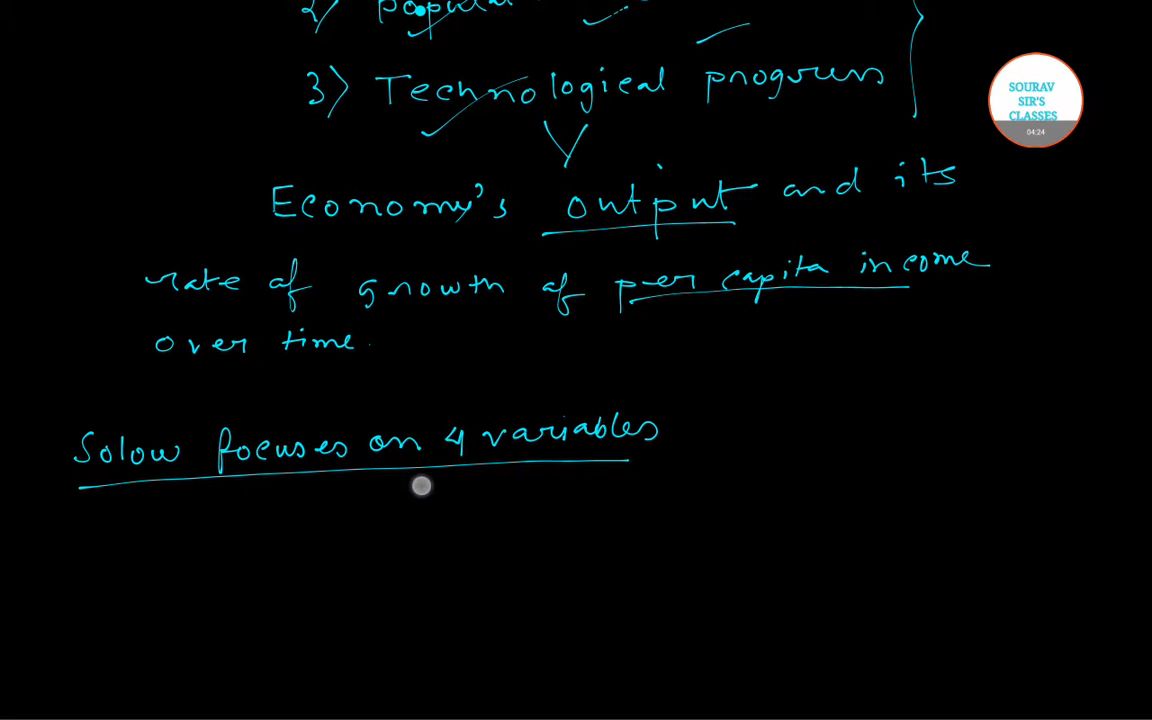 2)
3) Technological progress
SOURAV
SIR'S
CLASSES
04:24
Economy's output and its
rate of growth of per capita income
over time.
Solow focuses on 4 variables